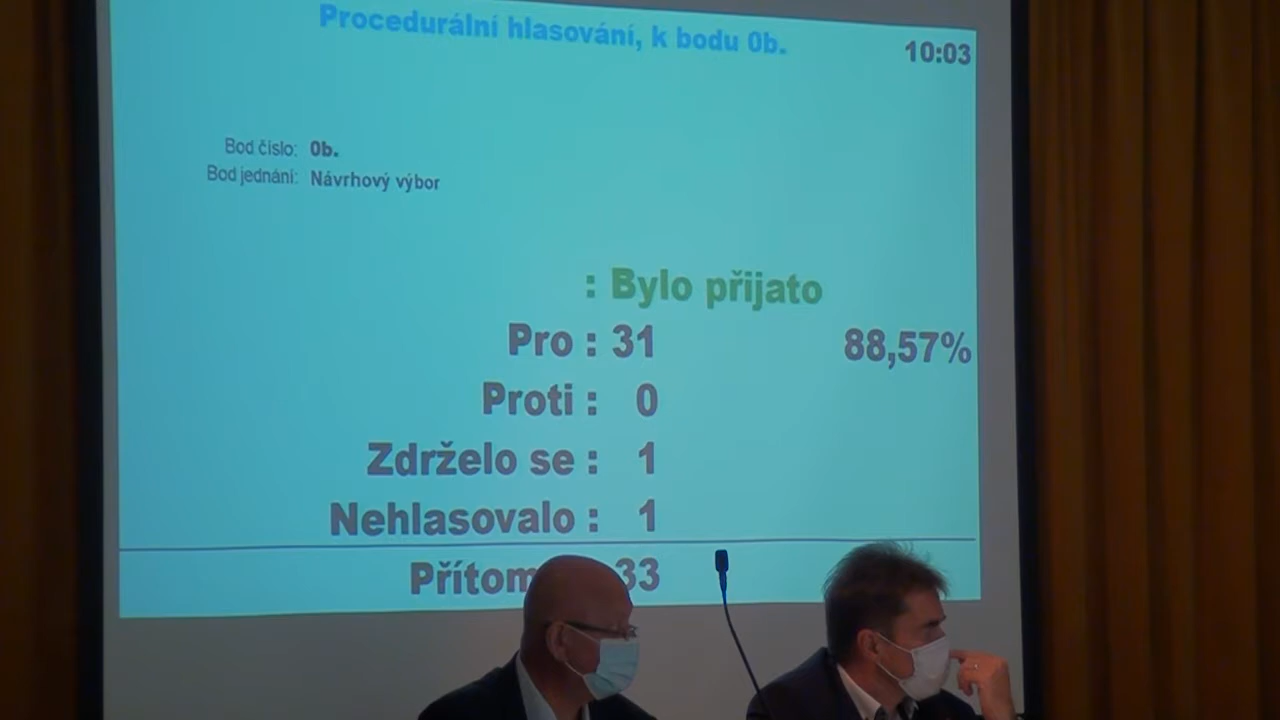 Procedurální hlasování, k bodu 0b.
10:03
Bod číslo: 0b.
Bod jednání: Návrhový výbor
: Bylo přijato
Pro : 31 88,57%
Proti : 0
Zdrželo se : 1
Nehlasovalo : 1
Přítom 33